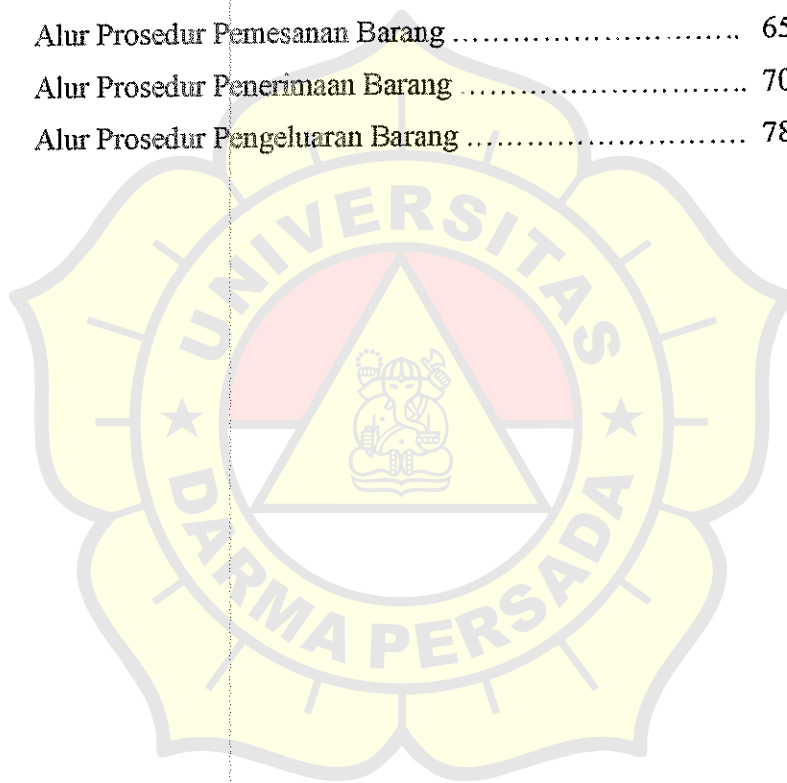 Alur Prosedur Pemesanan Barang ................................ 65
Alur Prosedur Penerimaan Barang ............................... 70
Alur Prosedur Pengeluaran Barang .............................. 78
UNIVERSITAS
DARMA PERSADA